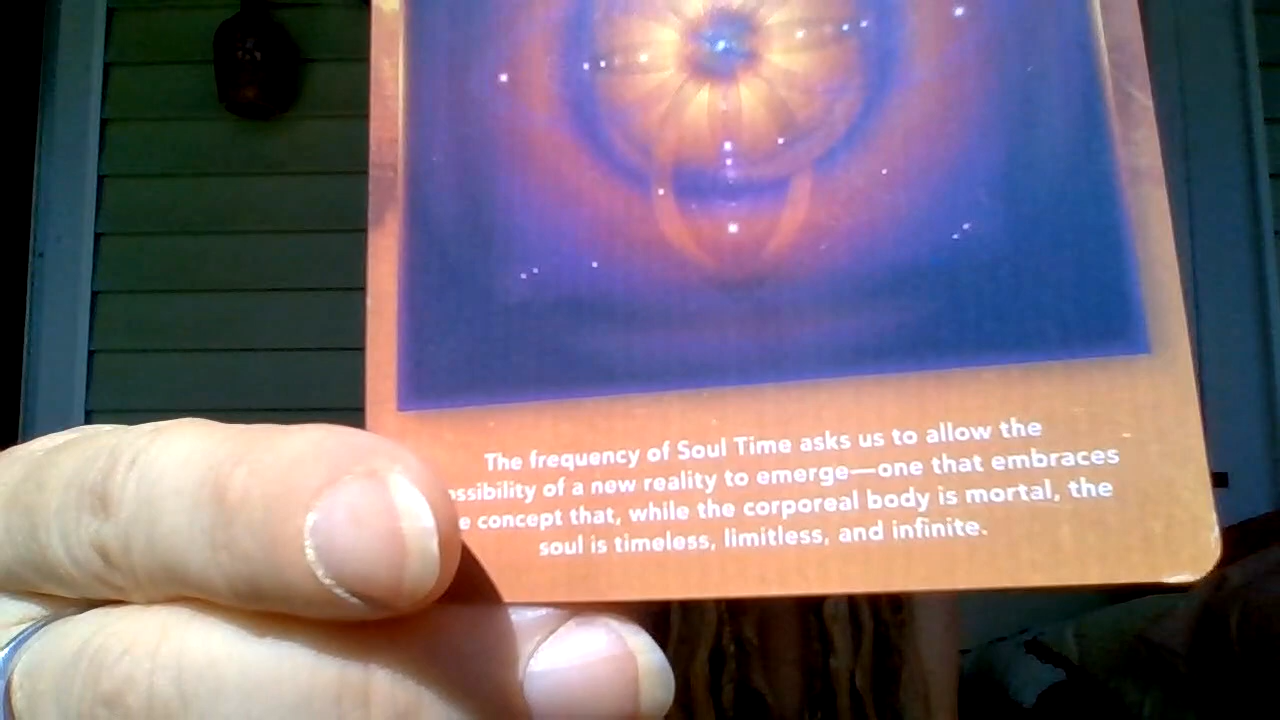 The frequency of Soul Time asks us to allow the
of a new reality to emerge—one that embraces
concept that, while the corporeal body is mortal, the
soul is timeless, limitless, and infinite.